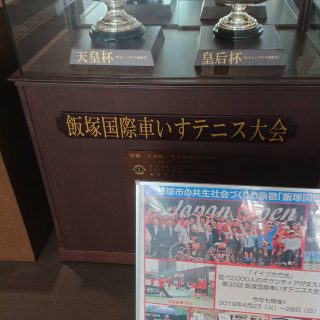 天皇杯
皇后杯
飯塚国際車いすテニス大会
塚市の共生社会づくりの象徴「飯塚国
Japan Open
「イイヅカ方式」
延べ2,000人のボランティアが支え
第35回 飯塚国際車いすテニス大会
今年も開催!!
2019年4月23日(火)～28日(日)